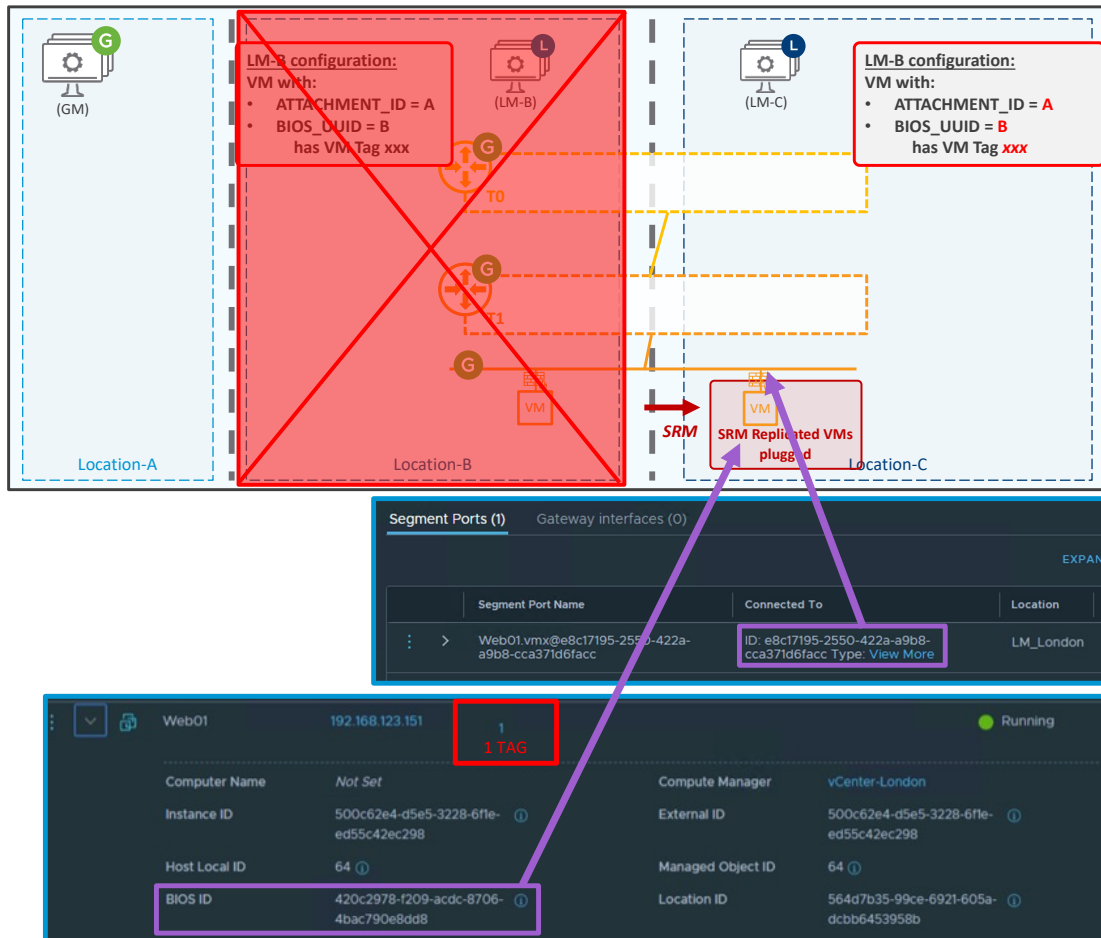 G
(GM)
Location-A
LM-B configuration:
VM with:
• ATTACHMENT_ID = A
• BIOS_UUID = B
has VM Tag xxx
L
(LM-B)
G
T0
G
T1
G
VM
Location-B
SRM
L
(LM-C)
LM-B configuration:
VM with:
• ATTACHMENT_ID = A
• BIOS_UUID = B
has VM Tag xxx
VM
SRM Replicated VMs
plugged
Location-C
Segment Ports (1) Gateway interfaces (0)
EXPAN
Segment Port Name Connected To Location
Web01.vmx@e8c17195-2550-422a- ID: e8c17195-2550-422a-a9b8- LM_London
a9b8-cca371d6facc cca371d6facc Type: View More
Web01 192.168.123.151 1 Running
1 TAG
Computer Name Not Set Compute Manager vCenter-London
Instance ID 500c62e4-d5e5-3228-6f1e- External ID 500c62e4-d5e5-3228-6f1e-
ed55c42ec298 ed55c42ec298
Host Local ID 64 Managed Object ID 64
BIOS ID 420c2978-f209-acdc-8706- Location ID 564d7b35-99ce-6921-605a-
4bac790e8dd8 dcbb6453958b